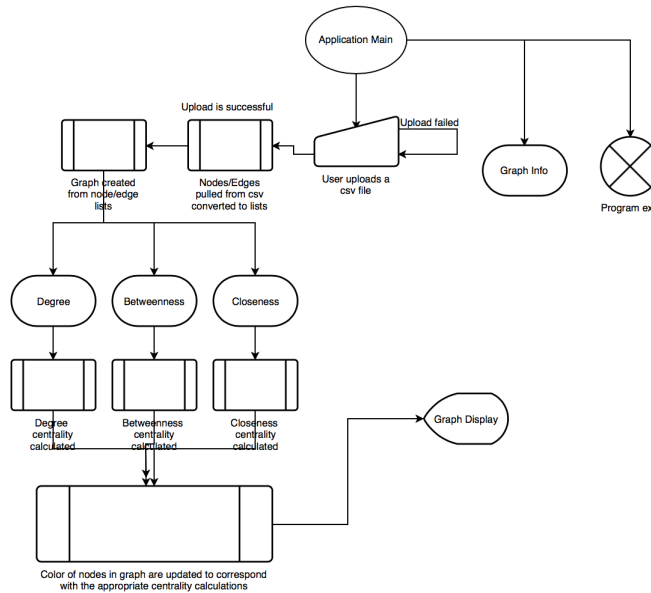 Application Main
Upload is successful
Upload failed
Graph created
from node/edge
lists
Nodes/Edges
pulled from csv
converted to lists
User uploads a
csv file
Graph Info
Program ex
Degree
Betweenness
Closeness
Degree
centrality
calculated
Betweenness
centrality
calculated
Closeness
centrality
calculated
Graph Display
Color of nodes in graph are updated to correspond
with the appropriate centrality calculations